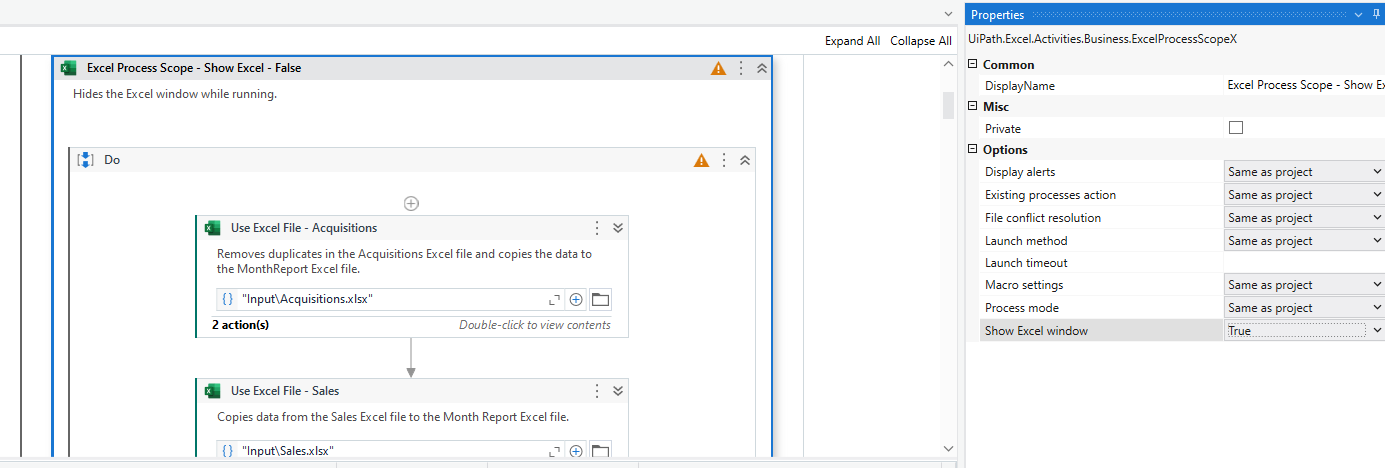 Properties
Expand All Collapse All
UiPath.Excel.Activities.Business.ExcelProcessScopeX
Excel Process Scope - Show Excel - False
Hides the Excel window while running.
Do
Use Excel File - Acquisitions
Removes duplicates in the Acquisitions Excel file and copies the data to
the MonthReport Excel file.
"Input\Acquisitions.xlsx"
2 action(s) Double-click to view contents
Use Excel File - Sales
Copies data from the Sales Excel file to the Month Report Excel file.
"Input\Sales.xlsx"
Common
DisplayName Excel Process Scope - Show Ex
Misc
Private
Options
Display alerts Same as project
Existing processes action Same as project
File conflict resolution Same as project
Launch method Same as project
Launch timeout
Macro settings Same as project
Process mode Same as project
Show Excel window True